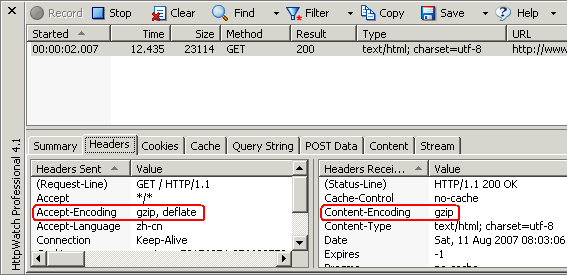 Record Stop Clear Find Filter Copy Save Help
Started Time Size Method Result Type URL
00:00:02.007 12.435 23114 GET 200 text/html; charset=utf-8 http://www
HttpWatch Professional 4.1
Summary Headers Cookies Cache Query String POST Data Content Stream
Headers Sent Value Headers Recei... Value
(Request-Line) GET / HTTP/1.1 (Status-Line) HTTP/1.1 200 OK
Accept */* Cache-Control no-cache
Accept-Encoding gzip, deflate Content-Encoding gzip
Accept-Language zh-cn Content-Type text/html; charset=utf-8
Connection Keep-Alive Date Sat, 11 Aug 2007 08:03:06
Expires -1
no-cache